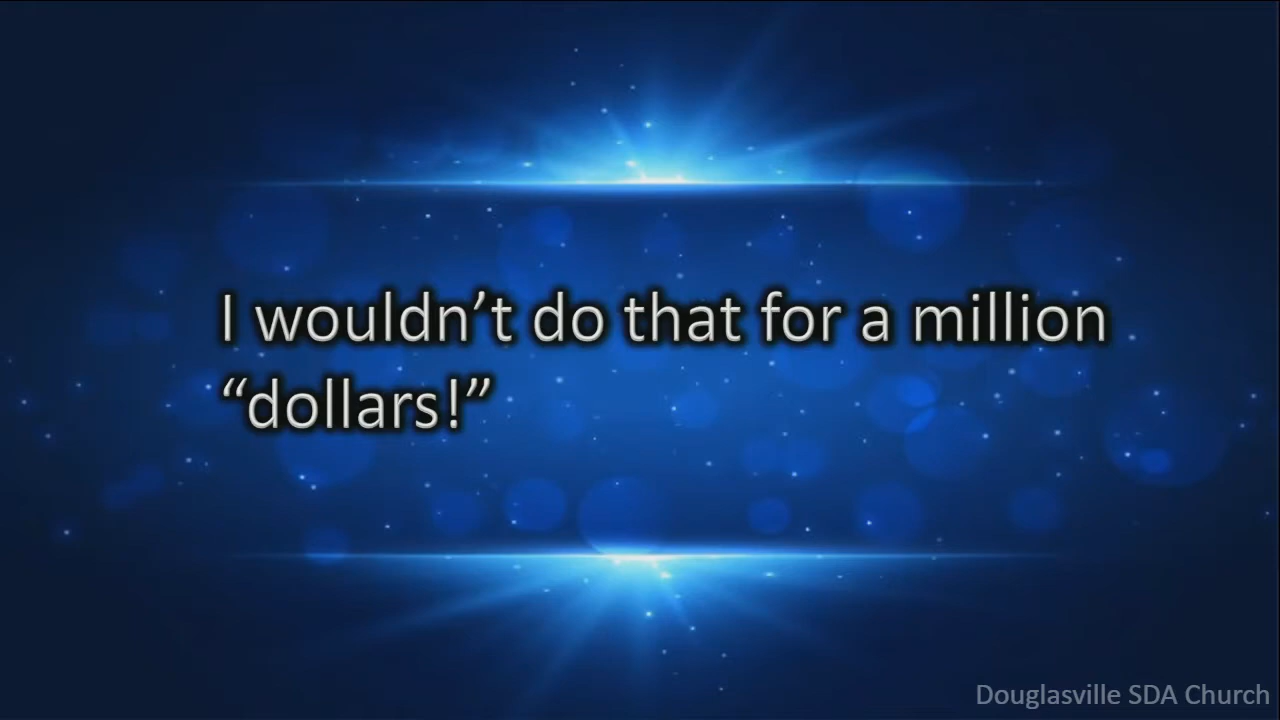 I wouldn’t do that for a million
“dollars!”
Douglasville SDA Church